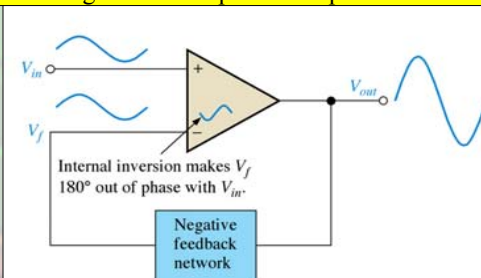 V_in
+
V_out
V_f
−
Internal inversion makes V_f
180° out of phase with V_in.
Negative
feedback
network